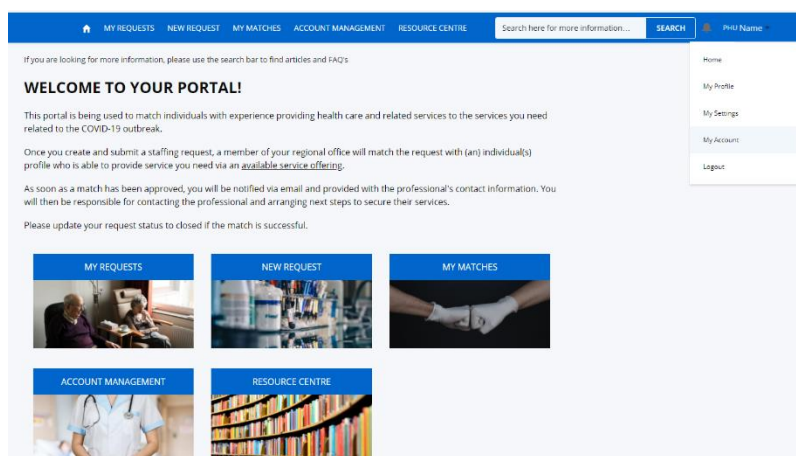 MY REQUESTS NEW REQUEST MY MATCHES ACCOUNT MANAGEMENT RESOURCE CENTRE Search here for more information... SEARCH PHU Name
If you are looking for more information, please use the search bar to find articles and FAQ's
Home
WELCOME TO YOUR PORTAL!
My Profile
This portal is being used to match individuals with experience providing health care and related services to the services you need
related to the COVID-19 outbreak.
My Settings
My Account
Once you create and submit a staffing request, a member of your regional office will match the request with (an) individual(s)
profile who is able to provide service you need via an available service offering.
Logout
As soon as a match has been approved, you will be notified via email and provided with the professional's contact information. You
will then be responsible for contacting the professional and arranging next steps to secure their services.
Please update your request status to closed if the match is successful.
MY REQUESTS
NEW REQUEST
MY MATCHES
ACCOUNT MANAGEMENT
RESOURCE CENTRE